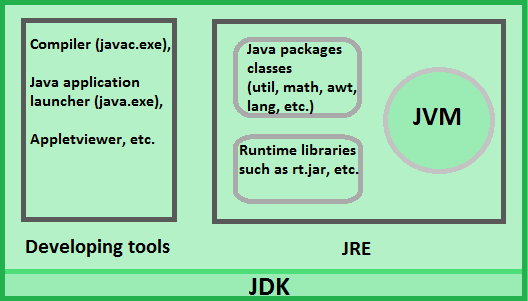 Compiler (javac.exe),
Java application
launcher (java.exe),
Appletviewer, etc.
Developing tools
Java packages
classes
(util, math, awt,
lang, etc.)
Runtime libraries
such as rt.jar, etc.
JVM
JRE
JDK